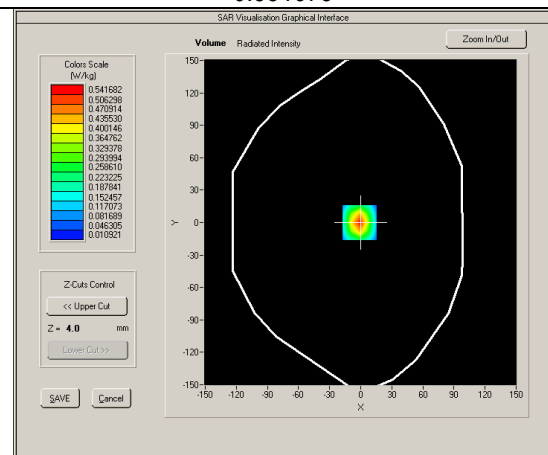 SAR Visualisation Graphical Interface
Volume Radiated Intensity
Zoom In/Out
Colors Scale
(W/kg)
0.541682
0.506298
0.470914
0.435530
0.400146
0.364762
0.329378
0.293994
0.258610
0.223225
0.187841
0.152457
0.117073
0.081689
0.046305
0.010921
150
120
90
60
30
0
-30
-60
-90
-120
-150
Y
-150 -120 -90 -60 -30 0 30 60 90 120 150
X
Z-Cuts Control
<< Upper Cut
Z = 4.0 mm
Lower Cut >>
SAVE Cancel